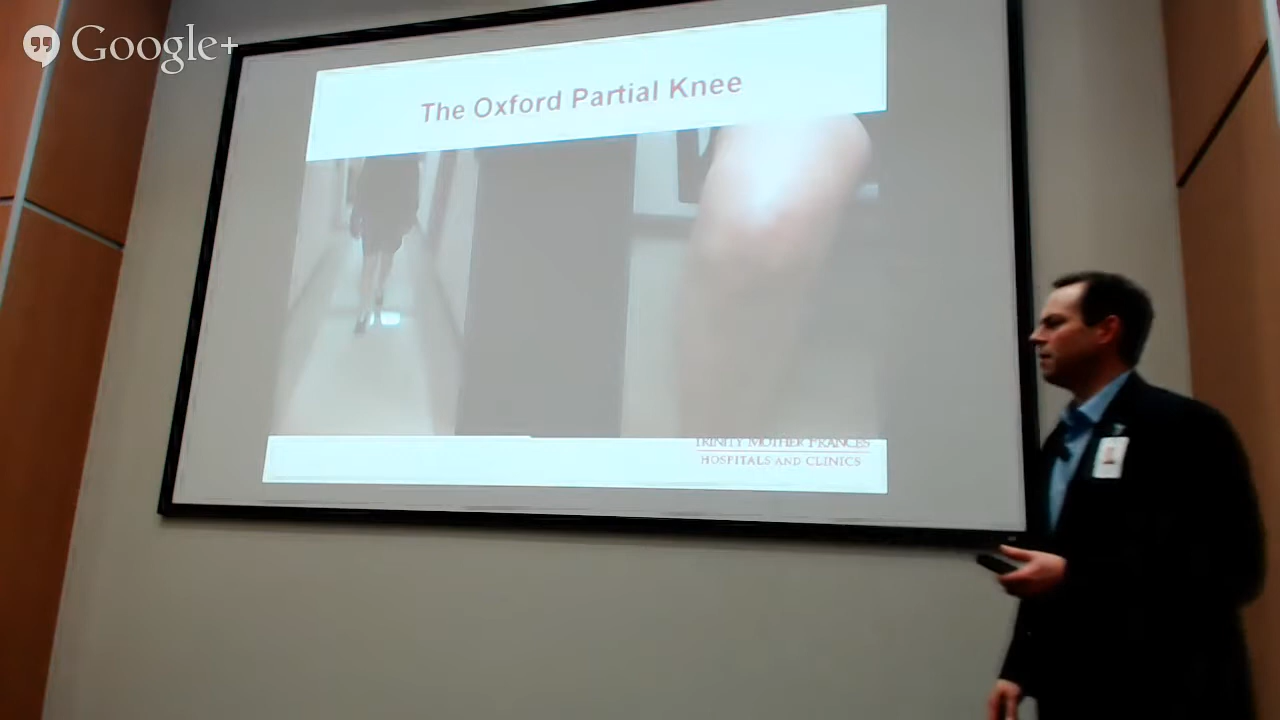 Google+
The Oxford Partial Knee
TRINITY MOTHER FRANCES
HOSPITALS AND CLINICS